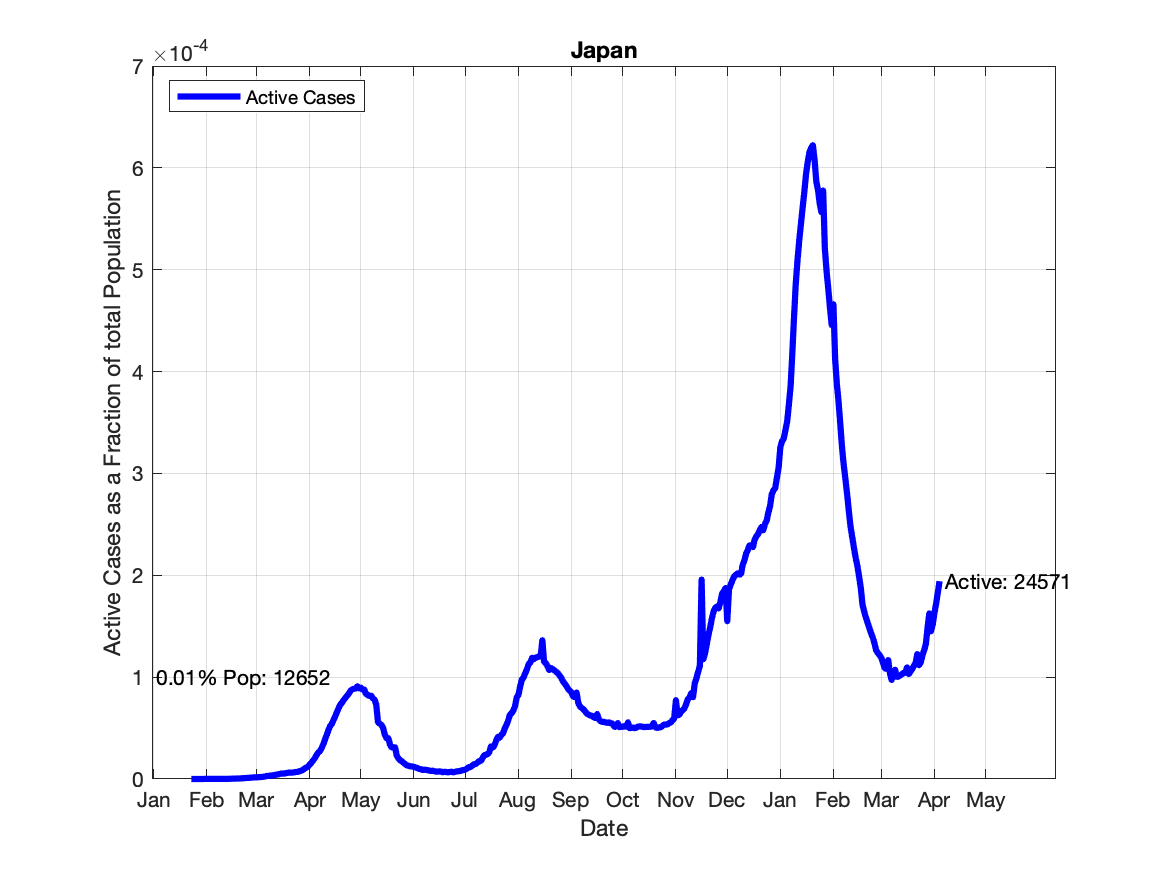 Japan
×10-4
7
6
5
4
3
2
1
0
Active Cases
Active Cases as a Fraction of total Population
0.01% Pop: 12652
Active: 24571
Jan Feb Mar Apr May Jun Jul Aug Sep Oct Nov Dec Jan Feb Mar Apr May
Date